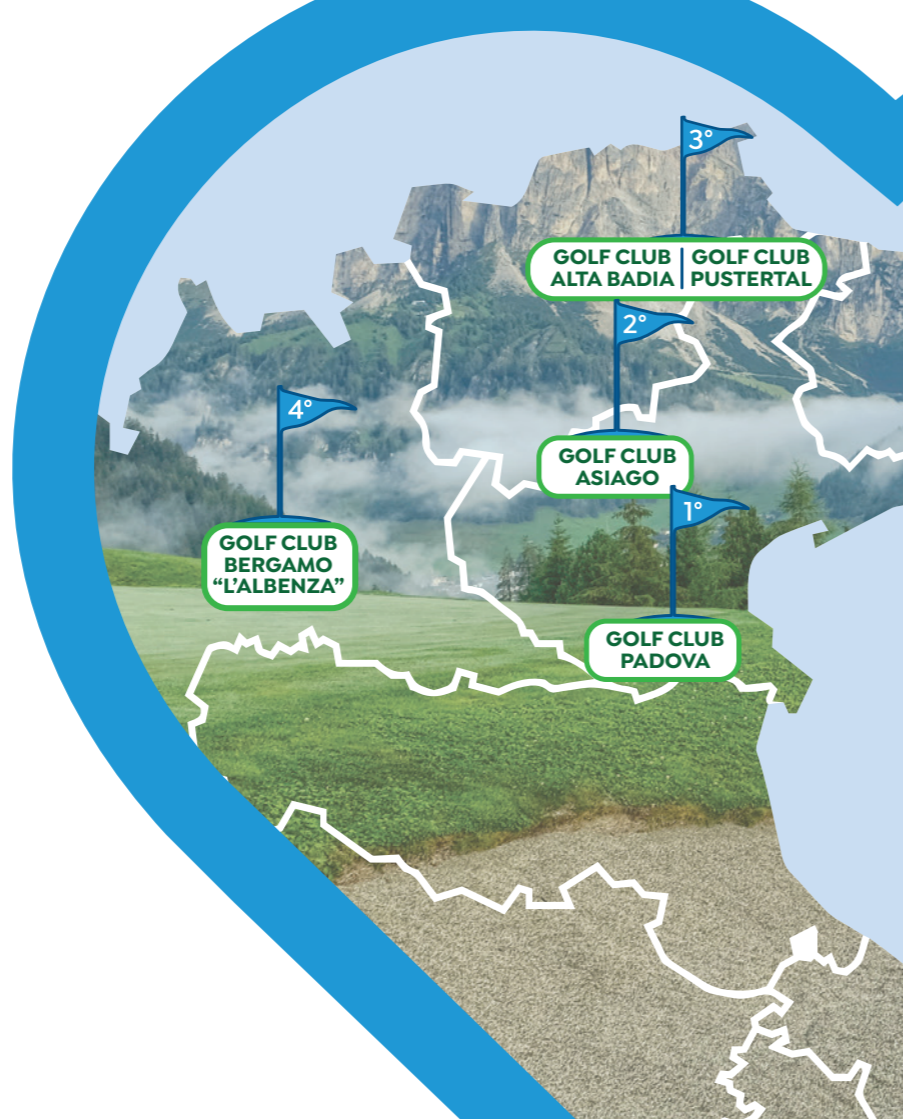 3°
GOLF CLUB
ALTA BADIA
GOLF CLUB
PUSTERTAL
2°
GOLF CLUB
ASIAGO
4°
GOLF CLUB
BERGAMO
“L’ALBENZA”
1°
GOLF CLUB
PADOVA